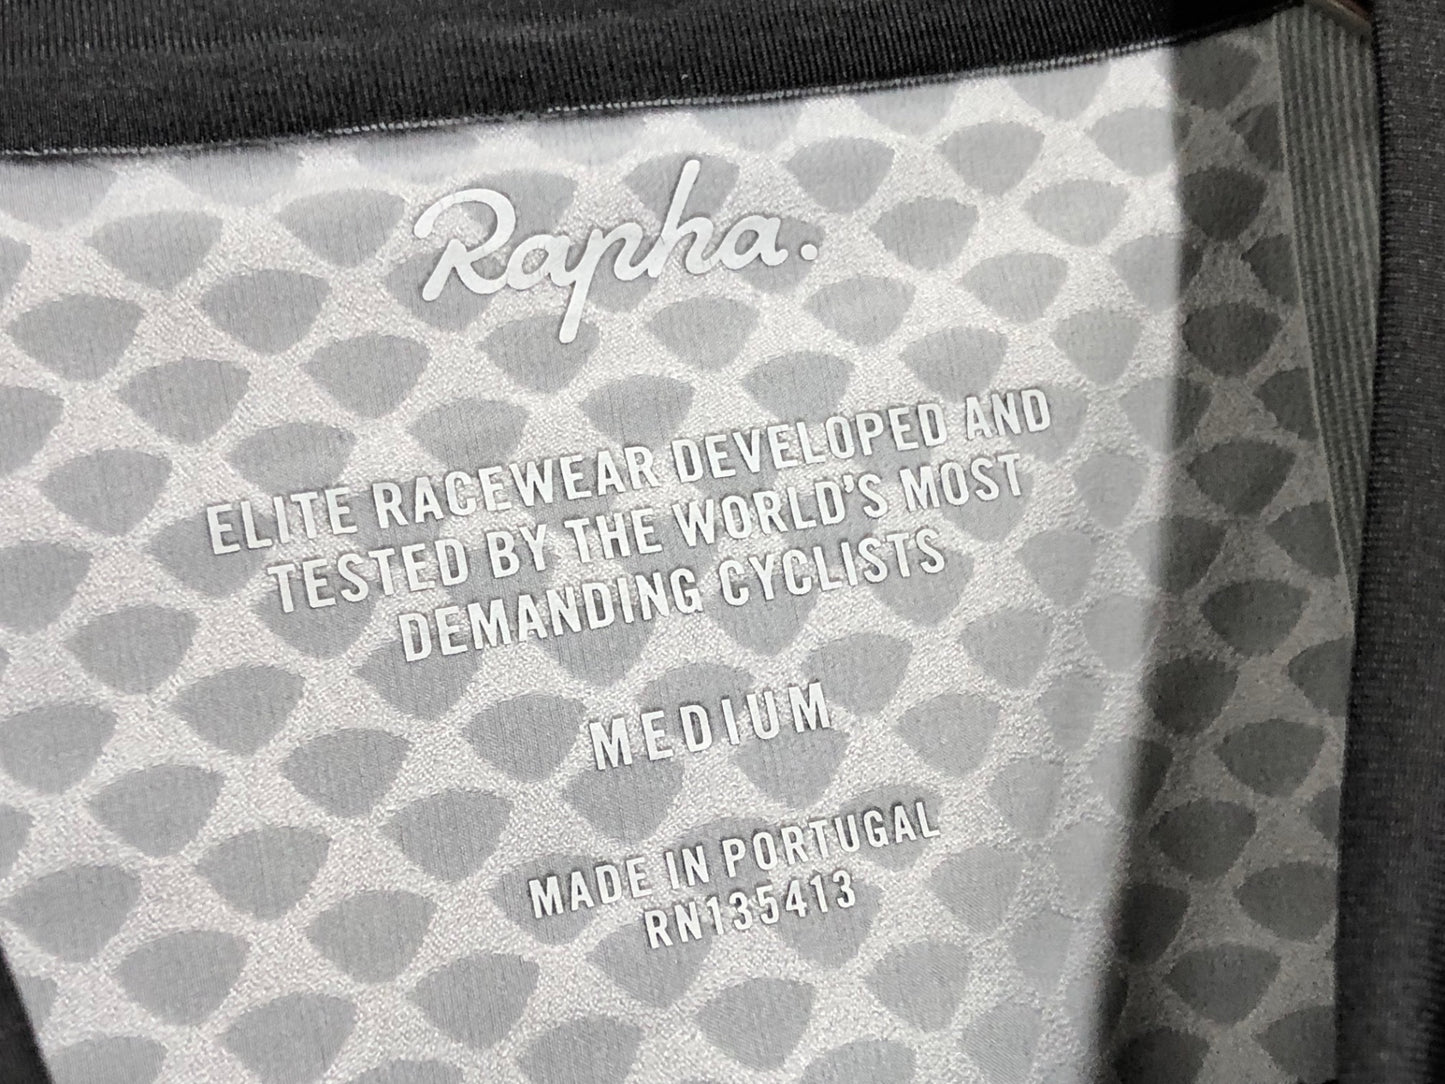 Rapha.
ELITE RACEWEAR DEVELOPED AND
TESTED BY THE WORLD'S MOST
DEMANDING CYCLISTS
MEDIUM
MADE IN PORTUGAL
RN135413